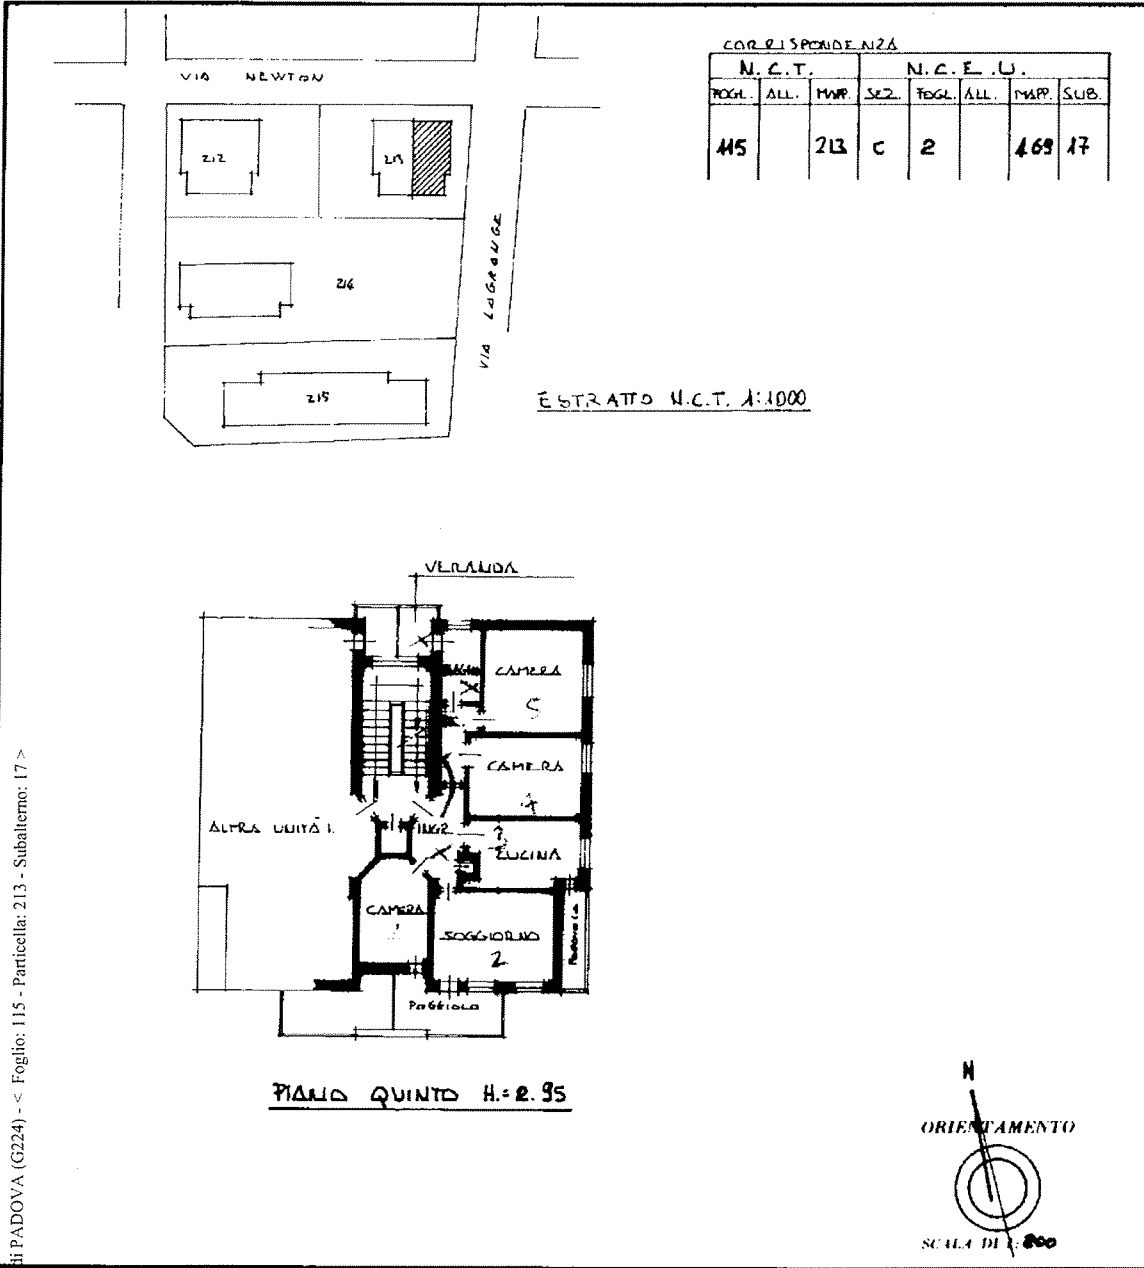 CORRISPONDENZA
N.C.T. N.C.E.U.
FOGL. ALL. MAPP. SEZ. FOGL. ALL. MAPP. SUB.
115 213 C 2 469 17
VIA NEWTON
212
213
214
215
VIA LAGRANGE
ESTRATTO N.C.T. 1:1000
VERANDA
BAGNO
CAMERA
5
CAMERA
4
ALTRA UNITÀ I.
INGR.
3
CUCINA
CAMERA
1
SOGGIORNO
2
POGGIOLO
PIANO QUINTO H.=2.95
N
ORIENTAMENTO
SCALA DI 1:200
di PADOVA (G224) - < Foglio: 115 - Particella: 213 - Subalterno: 17 >